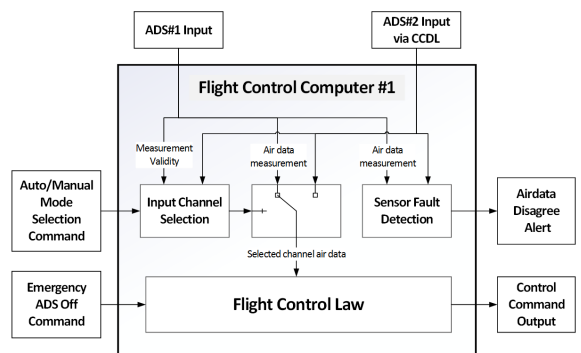 ADS#1 Input
ADS#2 Input
via CCDL
Flight Control Computer #1
Measurement
Validity
Air data
measurement
Air data
measurement
Auto/Manual
Mode
Selection
Command
Input Channel
Selection
Sensor Fault
Detection
Airdata
Disagree
Alert
Selected channel air data
Emergency
ADS Off
Command
Flight Control Law
Control
Command
Output